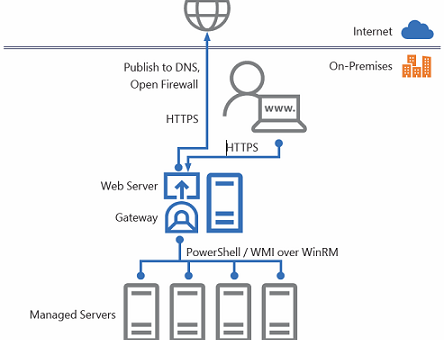 Internet
On-Premises
Publish to DNS,
Open Firewall
HTTPS
www.
HTTPS
Web Server
Gateway
PowerShell / WMI over WinRM
Managed Servers